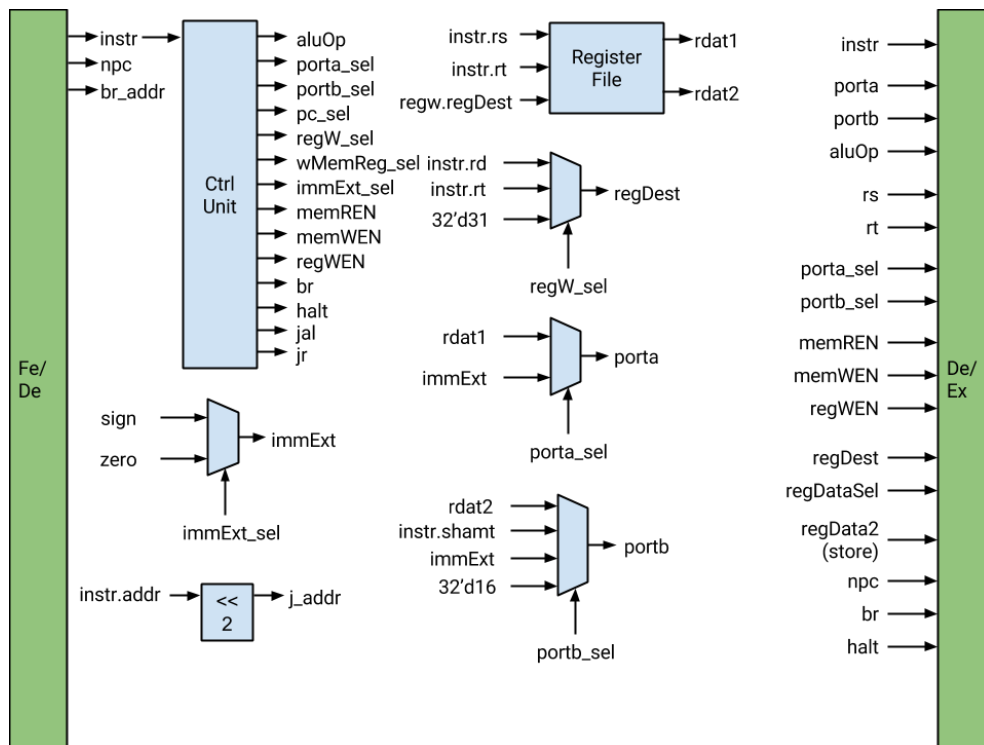 Fe/
De
instr
npc
br_addr
Ctrl
Unit
aluOp
porta_sel
portb_sel
pc_sel
regW_sel
wMemReg_sel
immExt_sel
memREN
memWEN
regWEN
br
halt
jal
jr
sign
zero
immExt
immExt_sel
instr.addr
<<
2
j_addr
instr.rs
instr.rt
regw.regDest
Register
File
rdat1
rdat2
instr.rd
instr.rt
32'd31
regDest
regW_sel
rdat1
immExt
porta
porta_sel
rdat2
instr.shamt
immExt
32'd16
portb
portb_sel
instr
porta
portb
aluOp
rs
rt
porta_sel
portb_sel
memREN
memWEN
regWEN
regDest
regDataSel
regData2
(store)
npc
br
halt
De/
Ex